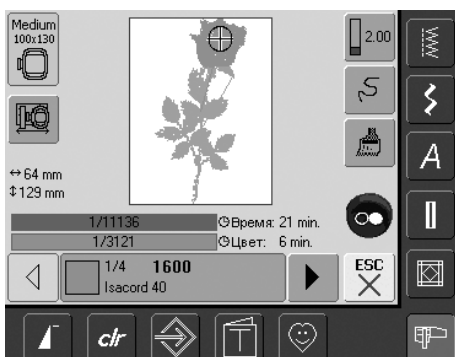 Medium
100x130
2.00
↔ 64 mm
↕ 129 mm
1/11136 Время: 21 min.
1/3121 Цвет: 6 min.
1/4 1600
Isacord 40
ESC
A
clr